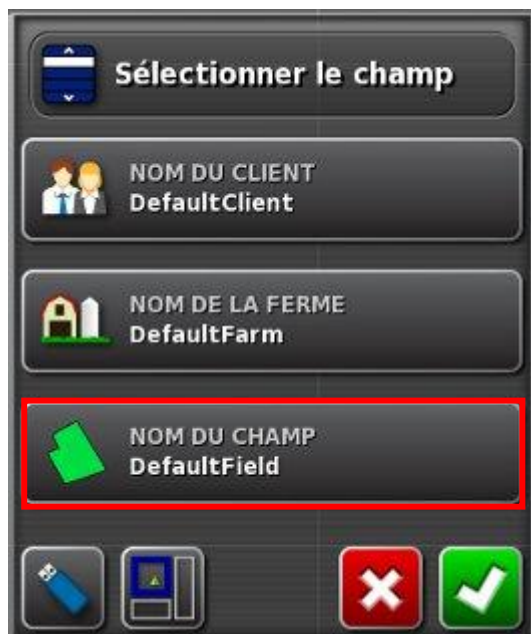 Sélectionner le champ
NOM DU CLIENT
DefaultClient
NOM DE LA FERME
DefaultFarm
NOM DU CHAMP
DefaultField